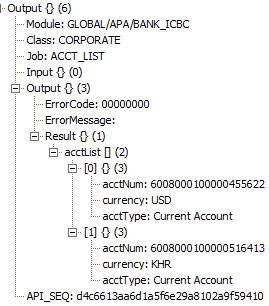 Output {} (6)
Module: GLOBAL/APA/BANK_ICBC
Class: CORPORATE
Job: ACCT_LIST
Input {} (0)
Output {} (3)
ErrorCode: 00000000
ErrorMessage:
Result {} (1)
acctList [] (2)
[0] {} (3)
acctNum: 6008000100000455622
currency: USD
acctType: Current Account
[1] {} (3)
acctNum: 6008000100000516413
currency: KHR
acctType: Current Account
API_SEQ: d4c6613aa6d1a5f6e29a8102a9f59410